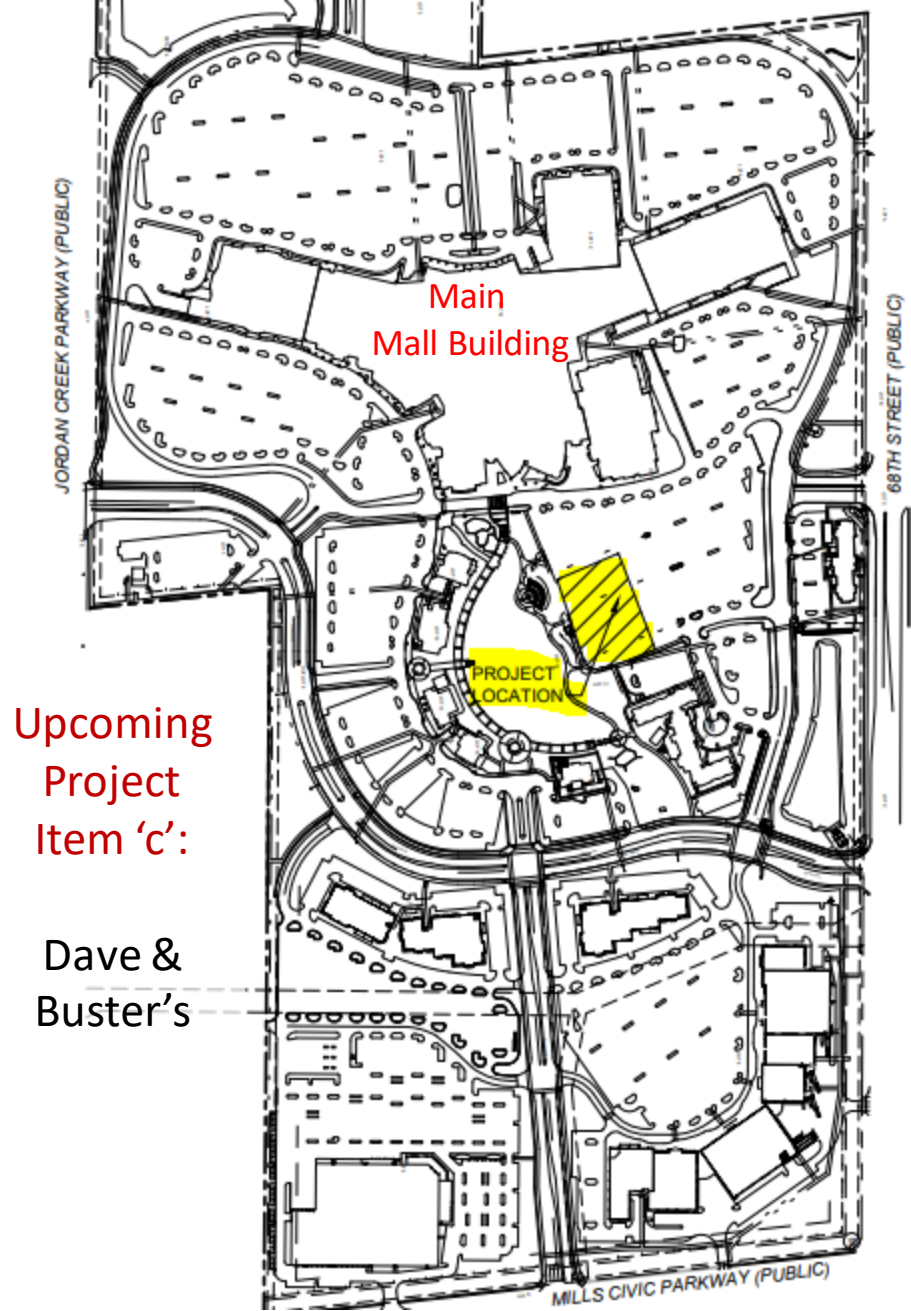 JORDAN CREEK PARKWAY (PUBLIC)
Main
Mall Building
68TH STREET (PUBLIC)
PROJECT
LOCATION
Upcoming
Project
Item ‘c’:
Dave &
Buster’s
MILLS CIVIC PARKWAY (PUBLIC)